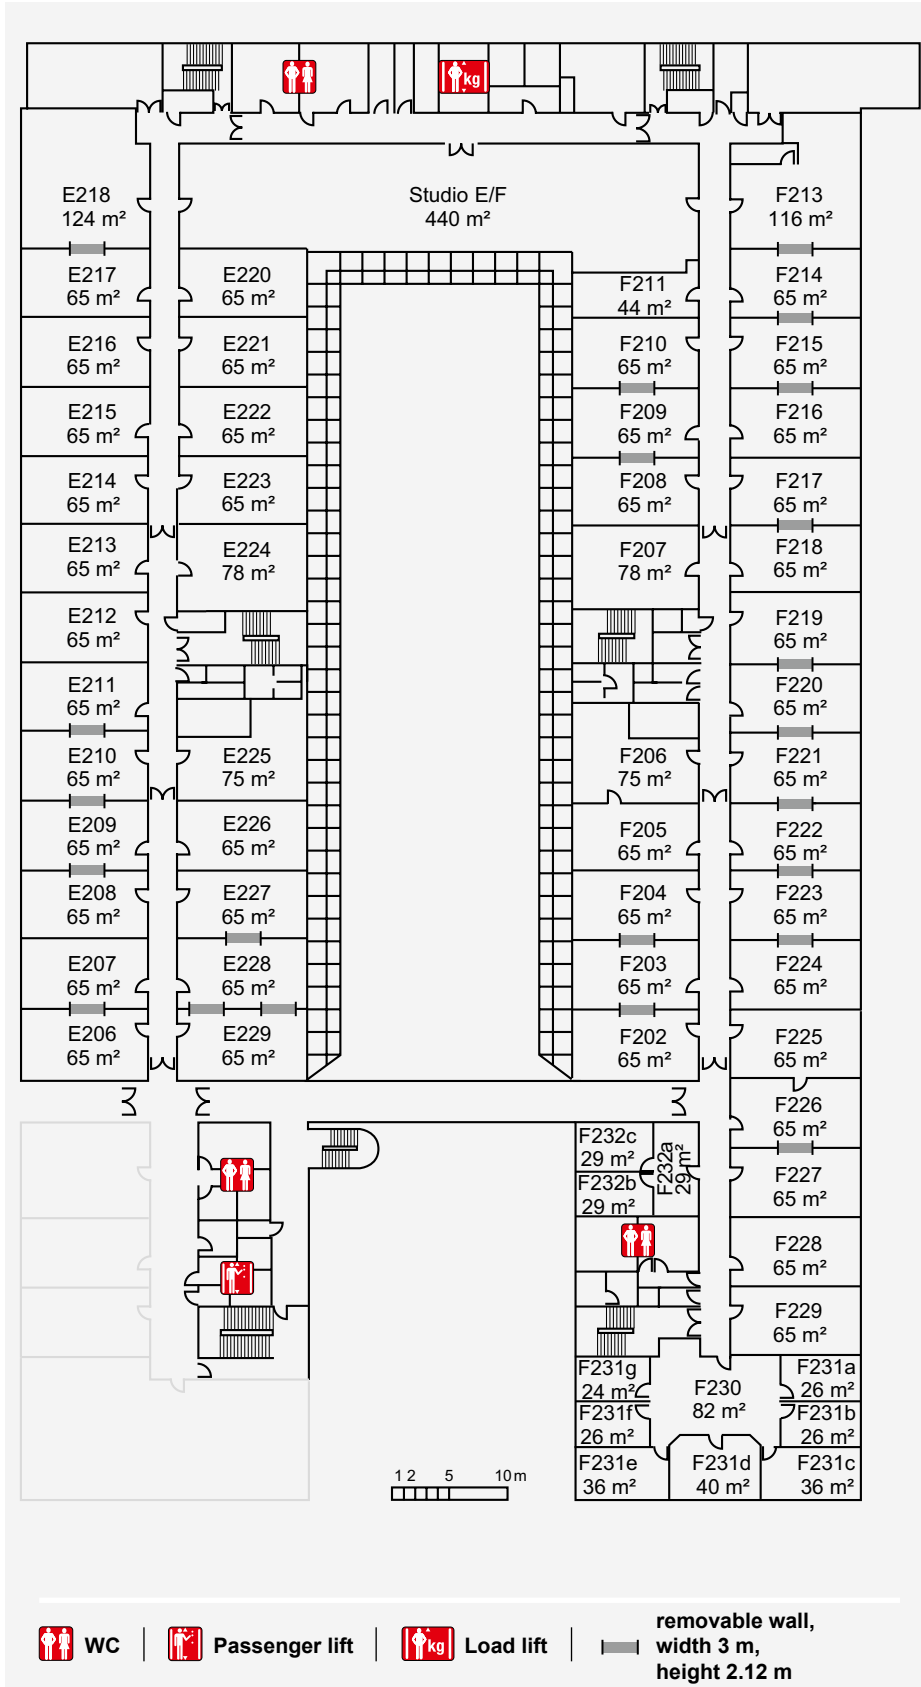 kg
E218
124 m²
Studio E/F
440 m²
F213
116 m²
E217
65 m²
E220
65 m²
F211
44 m²
F214
65 m²
E216
65 m²
E221
65 m²
F210
65 m²
F215
65 m²
E215
65 m²
E222
65 m²
F209
65 m²
F216
65 m²
E214
65 m²
E223
65 m²
F208
65 m²
F217
65 m²
E213
65 m²
E224
78 m²
F207
78 m²
F218
65 m²
E212
65 m²
F219
65 m²
E211
65 m²
F220
65 m²
E210
65 m²
E225
75 m²
F206
75 m²
F221
65 m²
E209
65 m²
E226
65 m²
F205
65 m²
F222
65 m²
E208
65 m²
E227
65 m²
F204
65 m²
F223
65 m²
E207
65 m²
E228
65 m²
F203
65 m²
F224
65 m²
E206
65 m²
E229
65 m²
F202
65 m²
F225
65 m²
F226
65 m²
F232c
29 m²
F232a
29 m²
F232b
29 m²
F227
65 m²
F228
65 m²
F229
65 m²
F231g
24 m²
F230
82 m²
F231a
26 m²
F231f
26 m²
F231b
26 m²
F231e
36 m²
F231d
40 m²
F231c
36 m²
1 2 5 10 m
WC
Passenger lift
kg
Load lift
removable wall,
width 3 m,
height 2.12 m